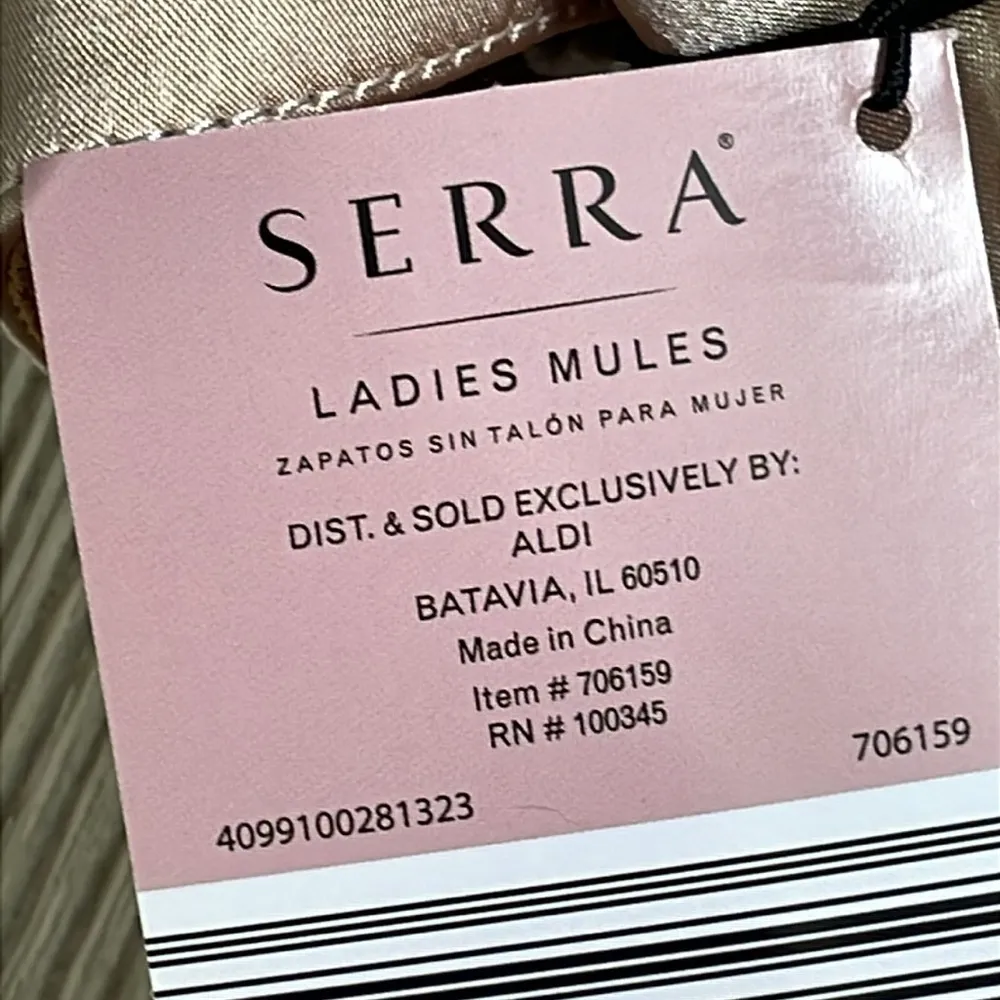 SERRA®
LADIES MULES
ZAPATOS SIN TALÓN PARA MUJER
DIST. & SOLD EXCLUSIVELY BY:
ALDI
BATAVIA, IL 60510
Made in China
Item # 706159
RN # 100345
706159
4099100281323